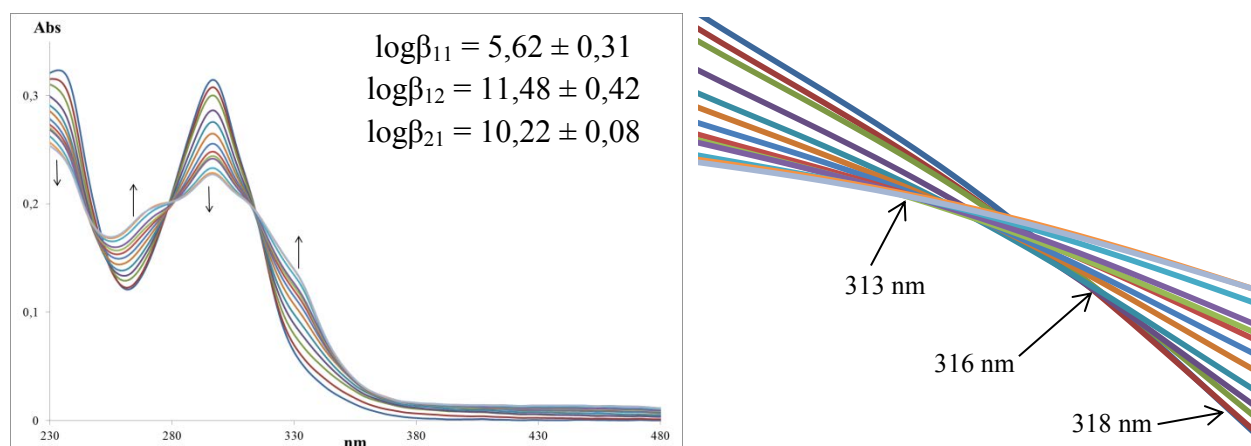 Abs
logβ₁₁ = 5,62 ± 0,31
logβ₁₂ = 11,48 ± 0,42
logβ₂₁ = 10,22 ± 0,08
0,3
0,2
0,1
0
230 280 330 380 430 480
nm
313 nm
316 nm
318 nm